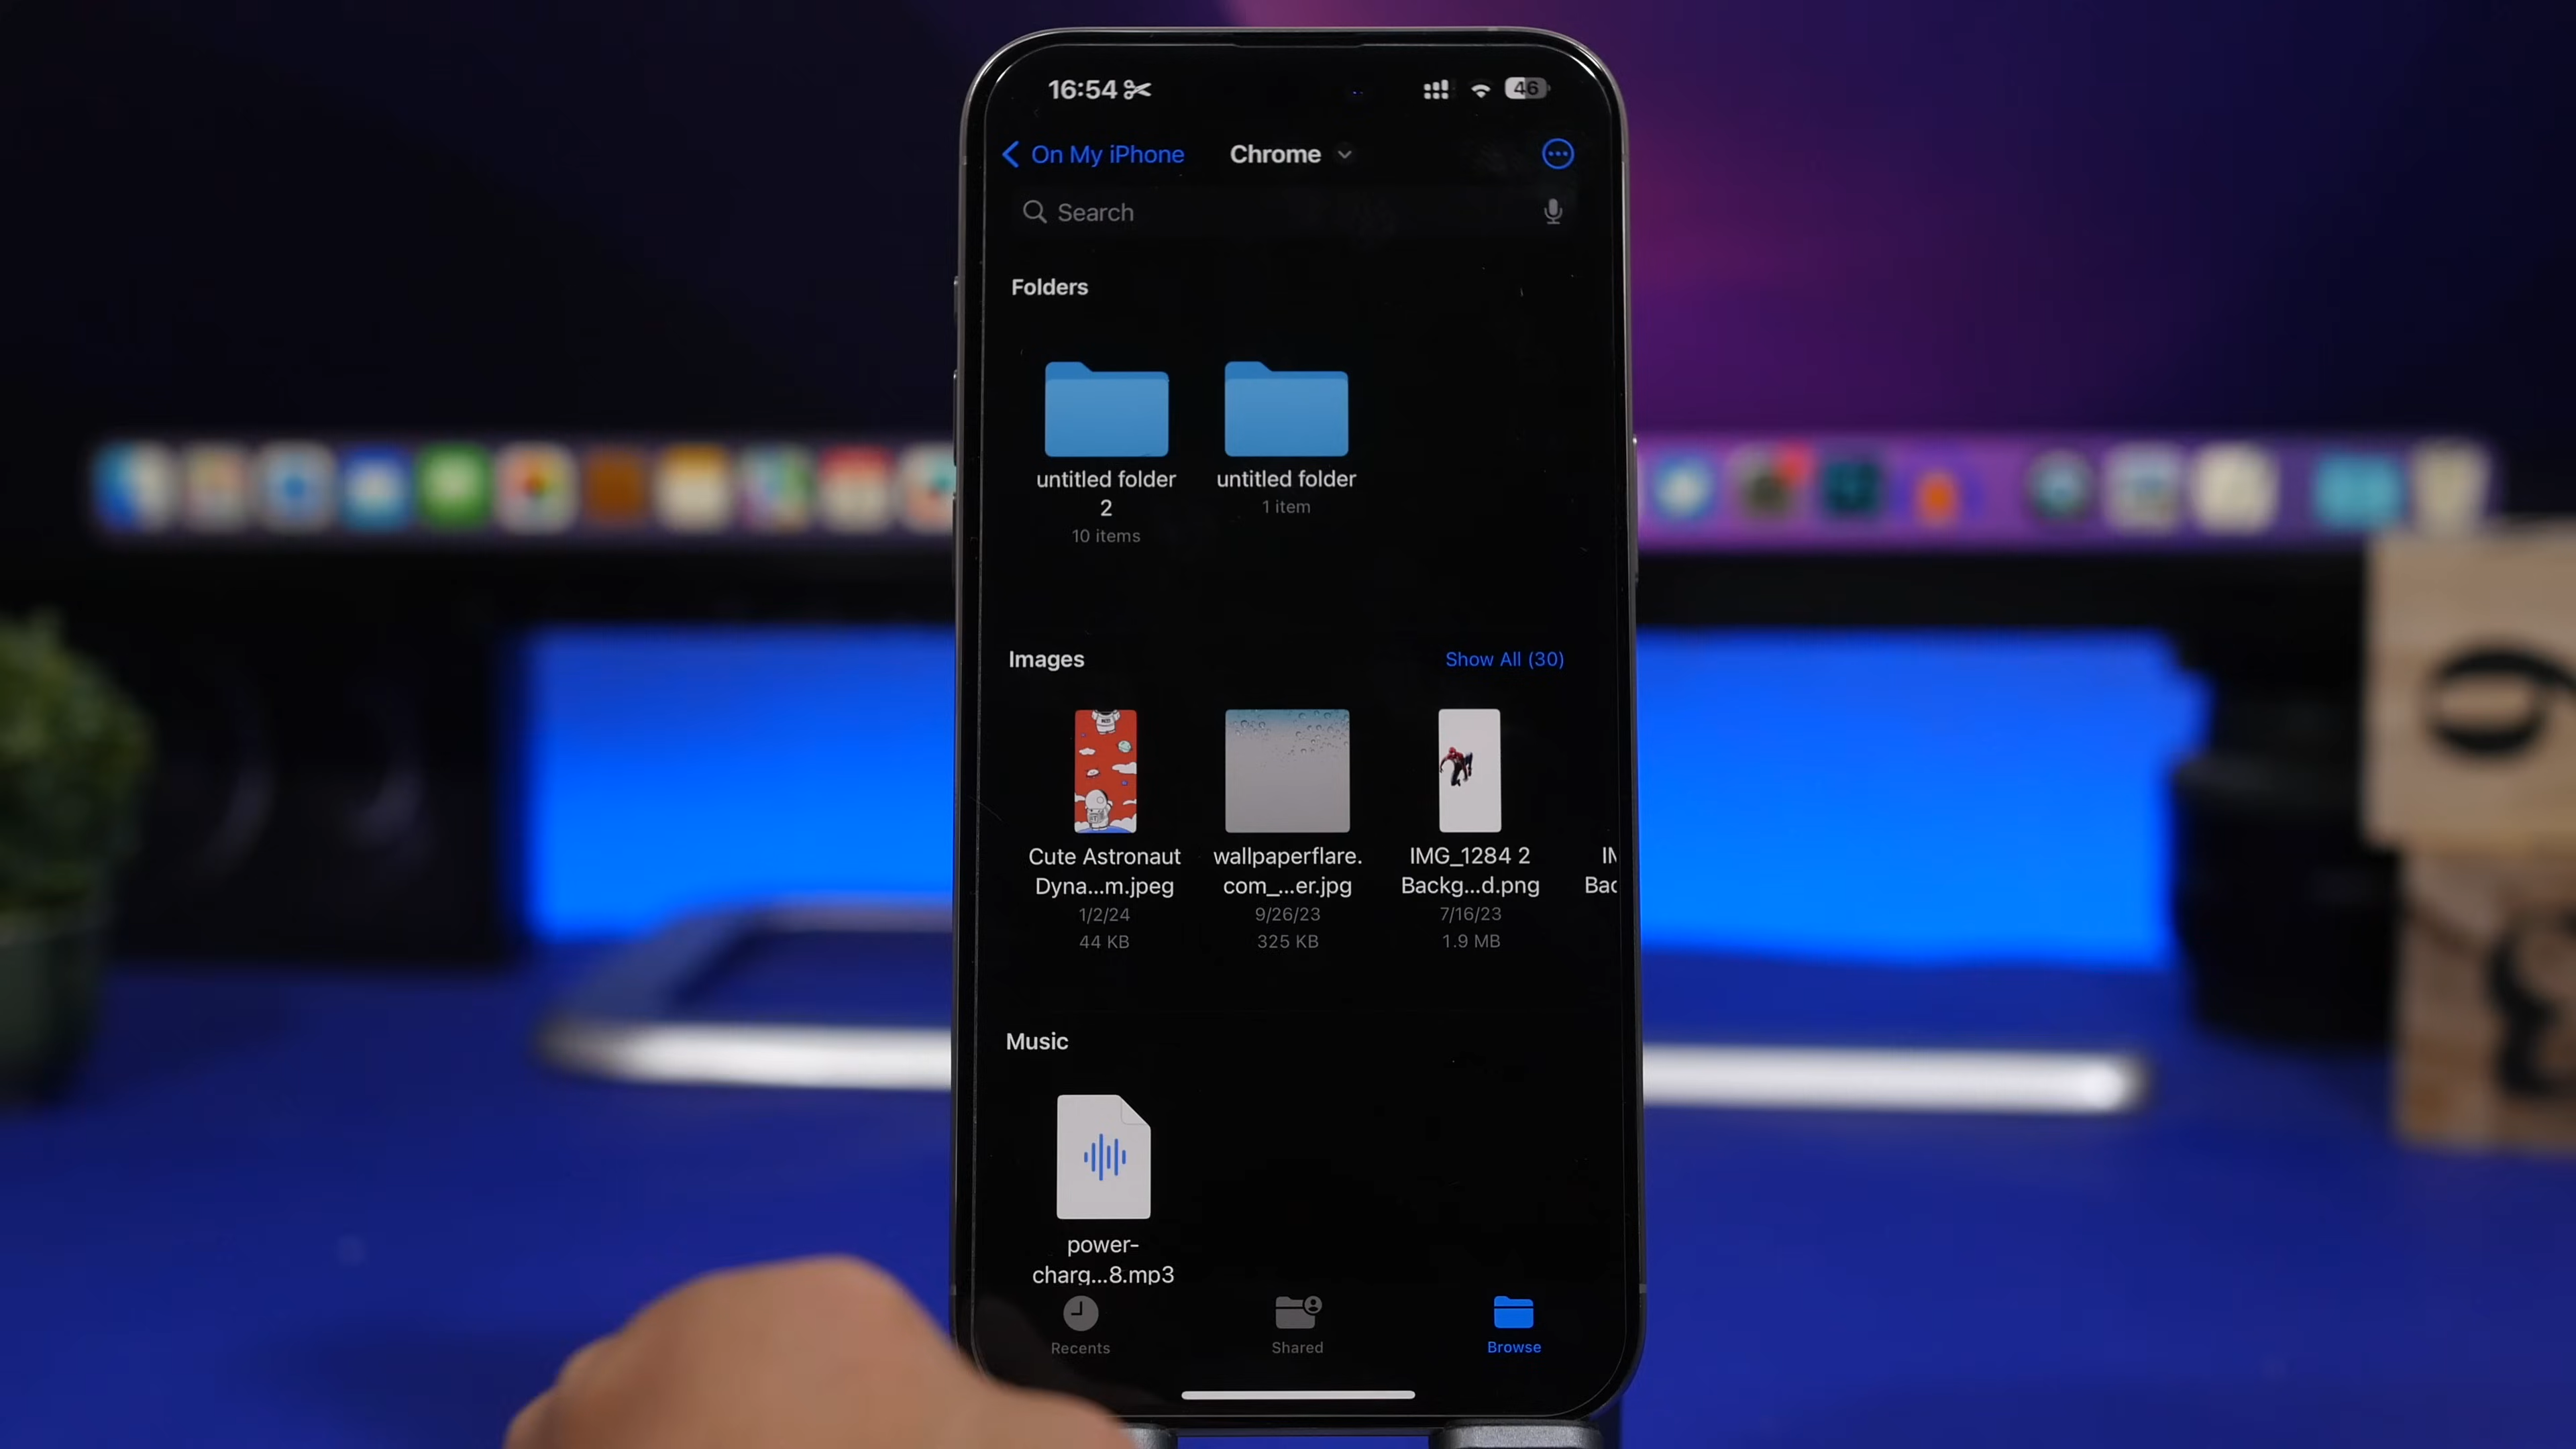 16:54
46
On My iPhone
Chrome
Search
Folders
untitled folder
2
10 items
untitled folder
1 item
Images
Show All (30)
Cute Astronaut
Dyna...m.jpeg
1/2/24
44 KB
wallpaperflare.
com_...er.jpg
9/26/23
325 KB
IMG_1284 2
Backg...d.png
7/16/23
1.9 MB
Bac
Music
power-
charg...8.mp3
Recents
Shared
Browse